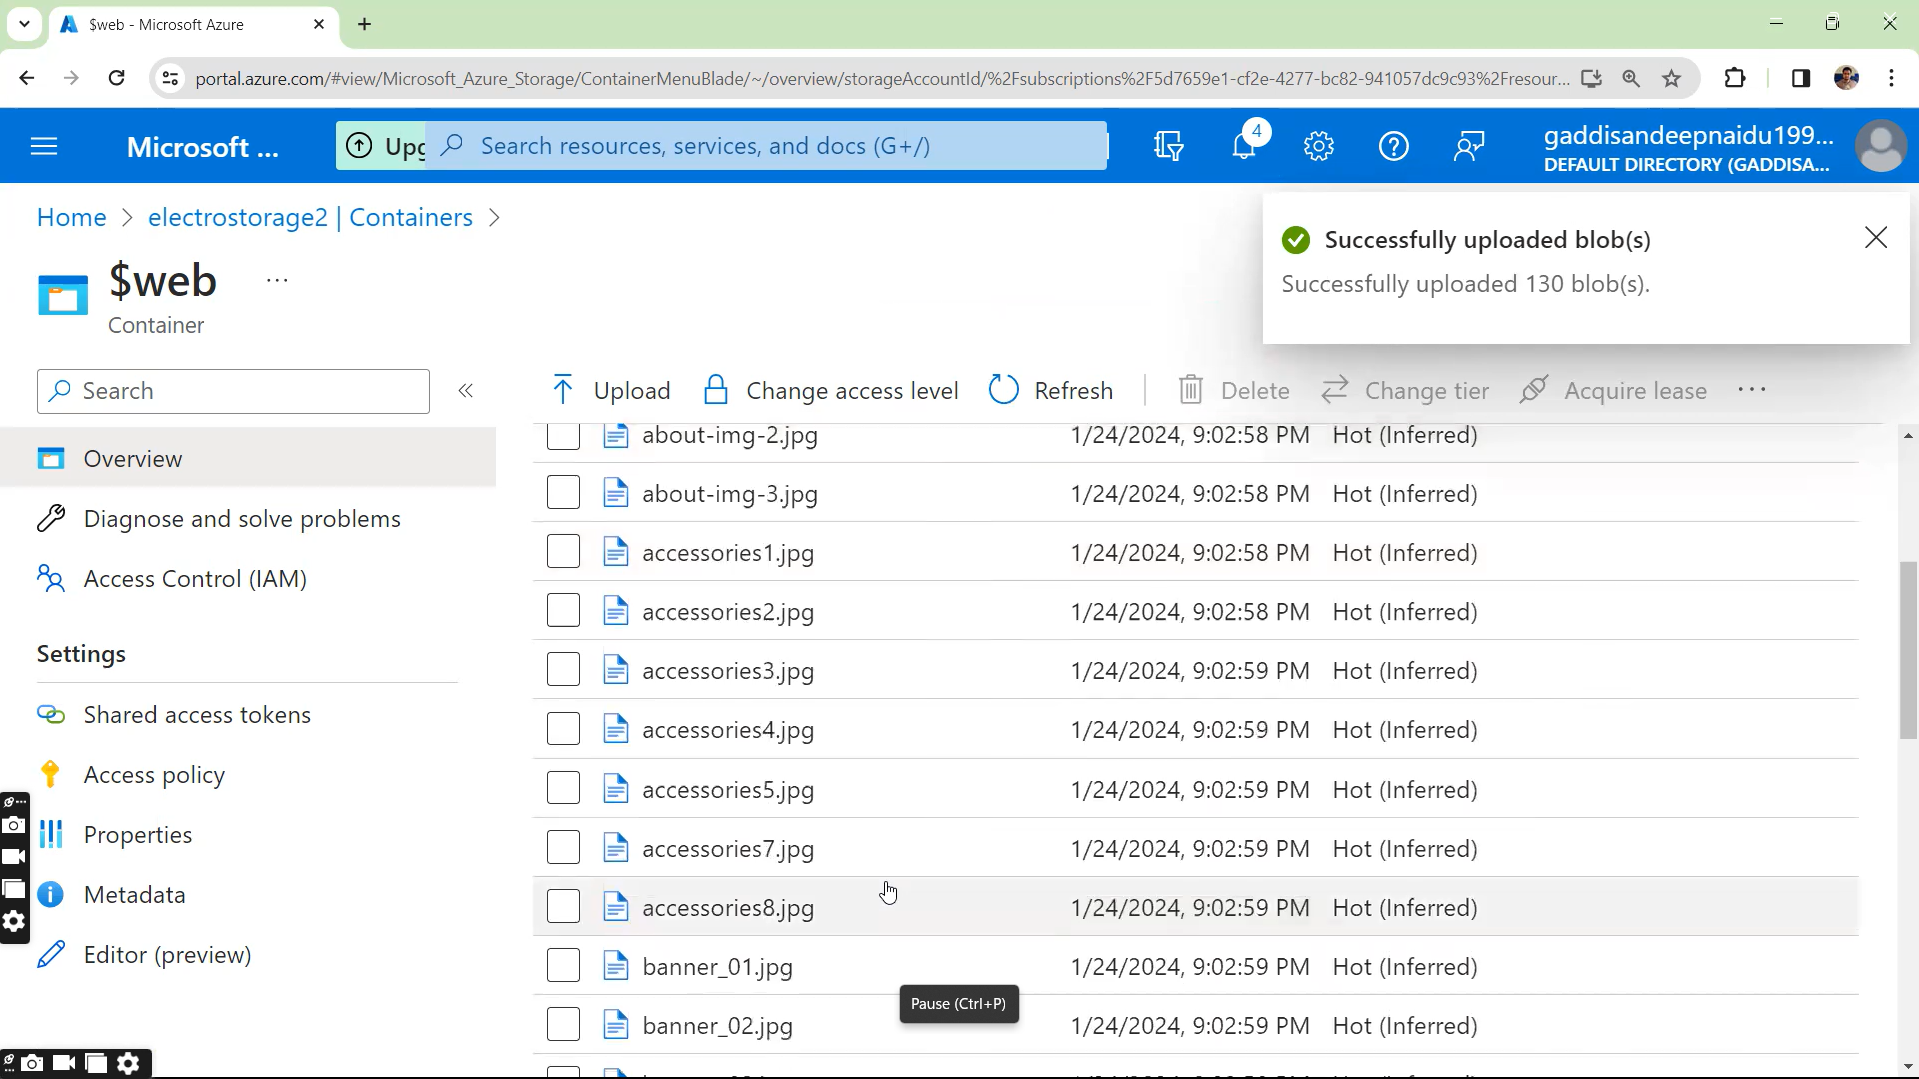 $web - Microsoft Azure
portal.azure.com/#view/Microsoft_Azure_Storage/ContainerMenuBlade/~/overview/storageAccountId/%2Fsubscriptions%2F5d7659e1-cf2e-4277-bc82-941057dc9c93%2Fresour...
Microsoft ...
Upg
Search resources, services, and docs (G+/)
4
gaddisandeepnaidu199...
DEFAULT DIRECTORY (GADDISA...
Home > electrostorage2 | Containers >
$web
...
Container
Successfully uploaded blob(s)
Successfully uploaded 130 blob(s).
Search
«
Upload
Change access level
Refresh
Delete
Change tier
Acquire lease
...
Overview
Diagnose and solve problems
Access Control (IAM)
Settings
Shared access tokens
Access policy
Properties
Metadata
Editor (preview)
about-img-2.jpg 1/24/2024, 9:02:58 PM Hot (Inferred)
about-img-3.jpg 1/24/2024, 9:02:58 PM Hot (Inferred)
accessories1.jpg 1/24/2024, 9:02:58 PM Hot (Inferred)
accessories2.jpg 1/24/2024, 9:02:58 PM Hot (Inferred)
accessories3.jpg 1/24/2024, 9:02:59 PM Hot (Inferred)
accessories4.jpg 1/24/2024, 9:02:59 PM Hot (Inferred)
accessories5.jpg 1/24/2024, 9:02:59 PM Hot (Inferred)
accessories7.jpg 1/24/2024, 9:02:59 PM Hot (Inferred)
accessories8.jpg 1/24/2024, 9:02:59 PM Hot (Inferred)
banner_01.jpg 1/24/2024, 9:02:59 PM Hot (Inferred)
Pause (Ctrl+P)
banner_02.jpg 1/24/2024, 9:02:59 PM Hot (Inferred)